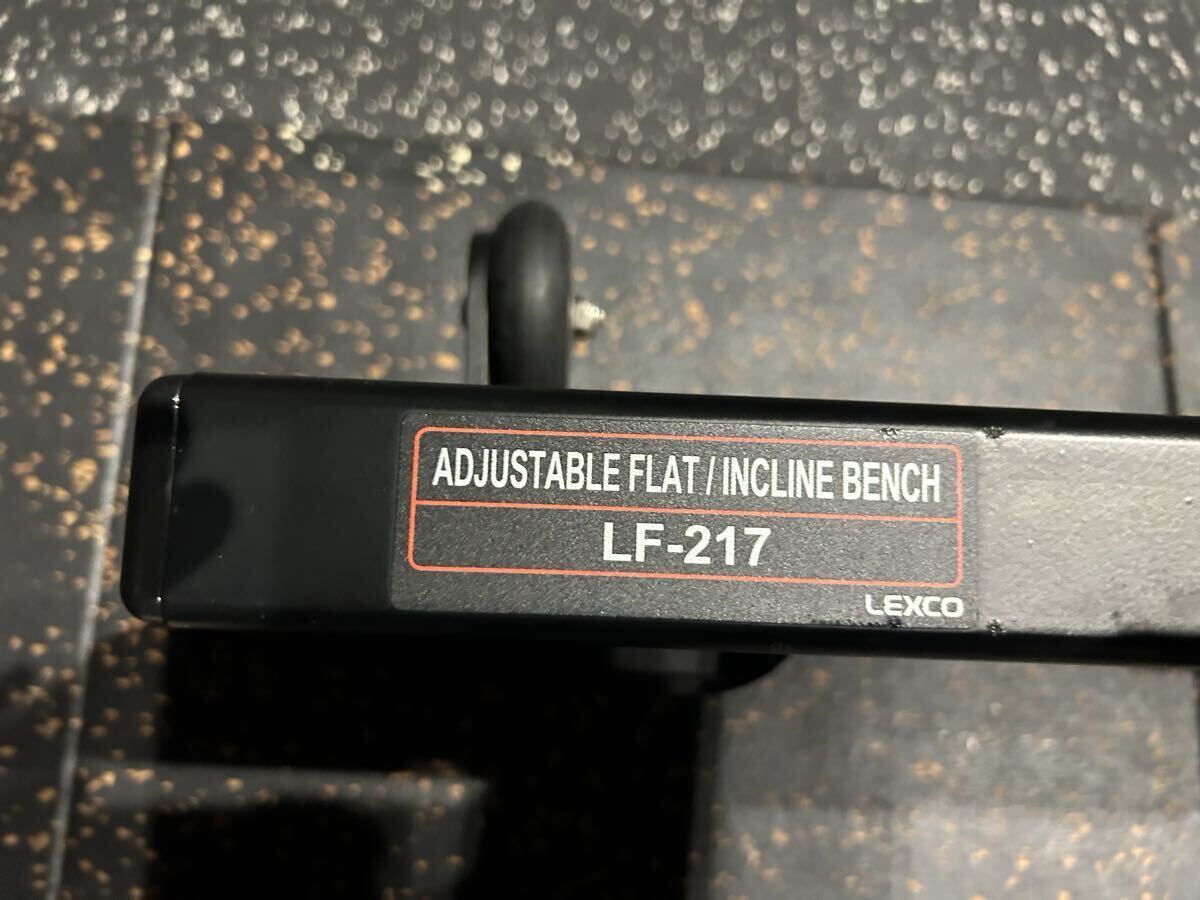 ADJUSTABLE FLAT / INCLINE BENCH
LF-217
LEXCO